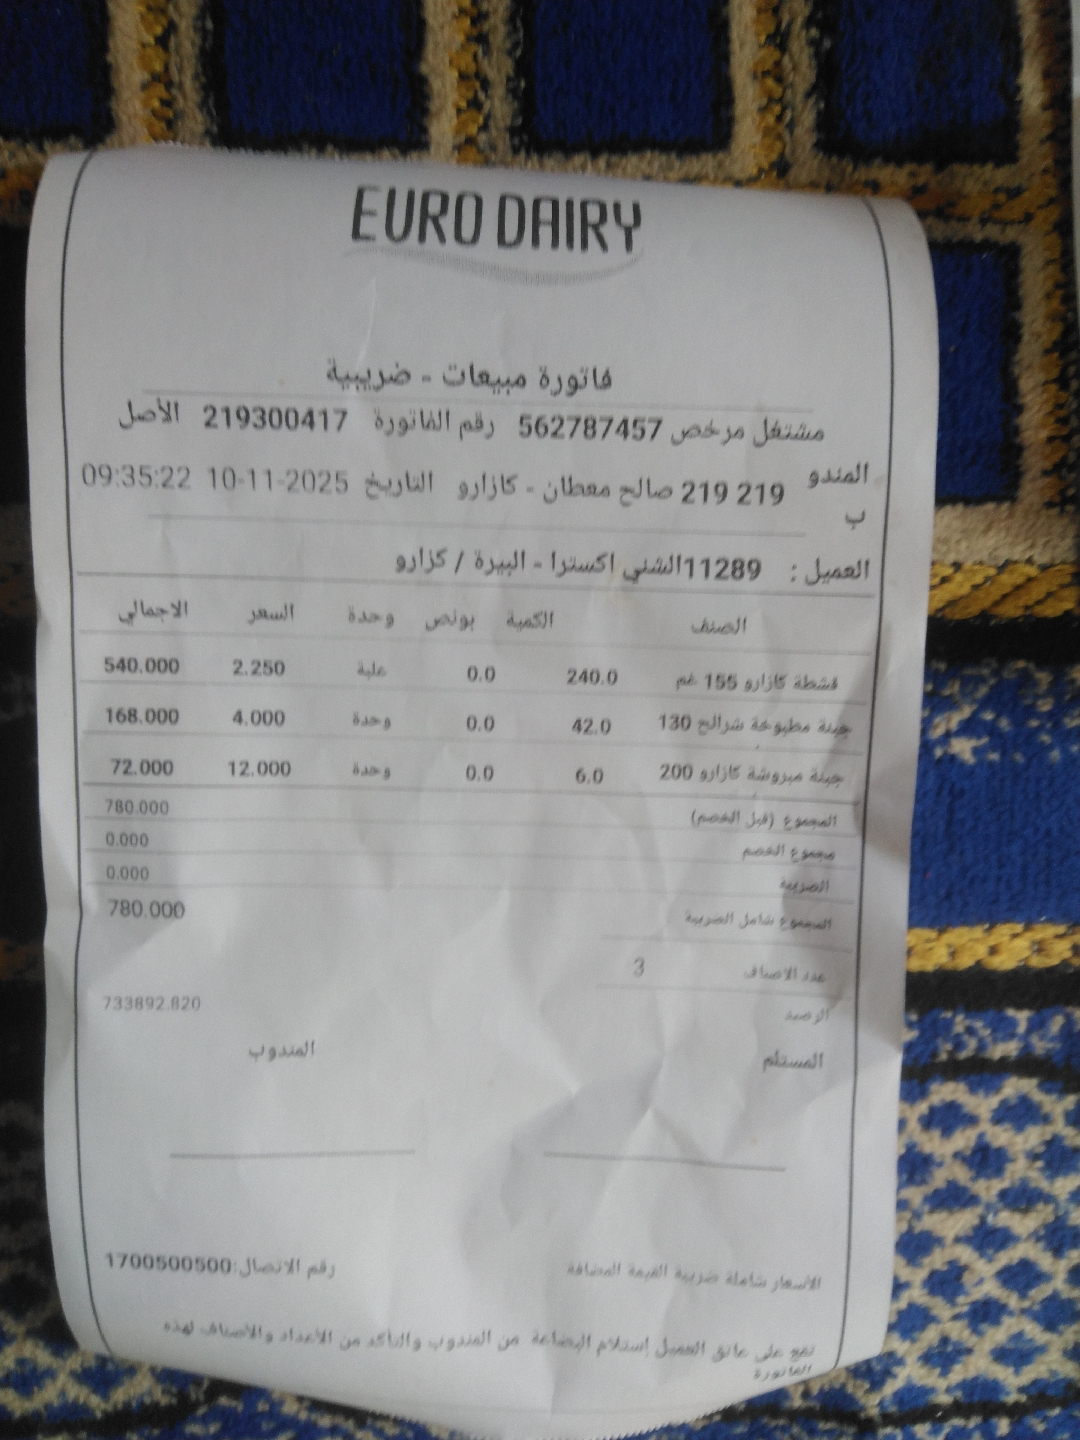 EURO DAIRY
فاتورة مبيعات - ضريبية
مشتغل مرخص 562787457 رقم الفاتورة 219300417 الأصل
المندوب 219 219 صالح معطان - كازارو التاريخ 10-11-2025 09:35:22
العميل : 11289الشني اكسترا - البيرة / كزارو
الصنف الكمية بونص وحدة السعر الاجمالي
قشطة كازارو 155 غم 240.0 0.0 علبة 2.250 540.000
جبنة مطبوخة شرائح 130 42.0 0.0 وحدة 4.000 168.000
جبنة مبروشة كازارو 200 6.0 0.0 وحدة 12.000 72.000
المجموع (قبل الخصم) 780.000
مجموع الخصم 0.000
الضريبة 0.000
المجموع شامل الضريبة 780.000
عدد الاصناف 3
الرصيد 733892.820
المستلم المندوب
الأسعار شاملة ضريبة القيمة المضافة رقم الاتصال:1700500500
تقع على عاتق العميل إستلام البضاعة من المندوب والتأكد من الأعداد والأصناف لهذه
الفاتورة